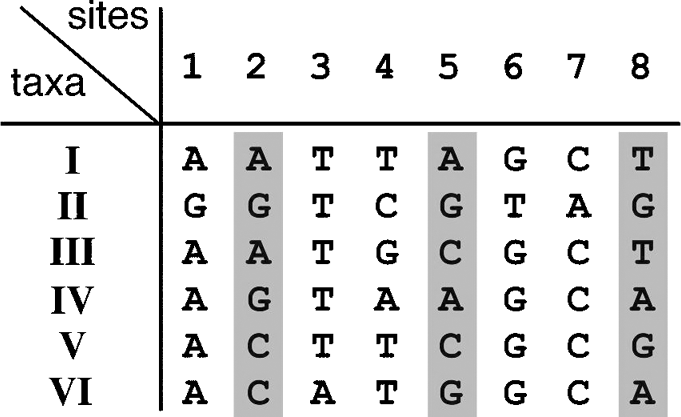 sites
taxa
1 2 3 4 5 6 7 8
I A A T T A G C T
II G G T C G T A G
III A A T G C G C T
IV A G T A A G C A
V A C T T C G C G
VI A C A T G G C A